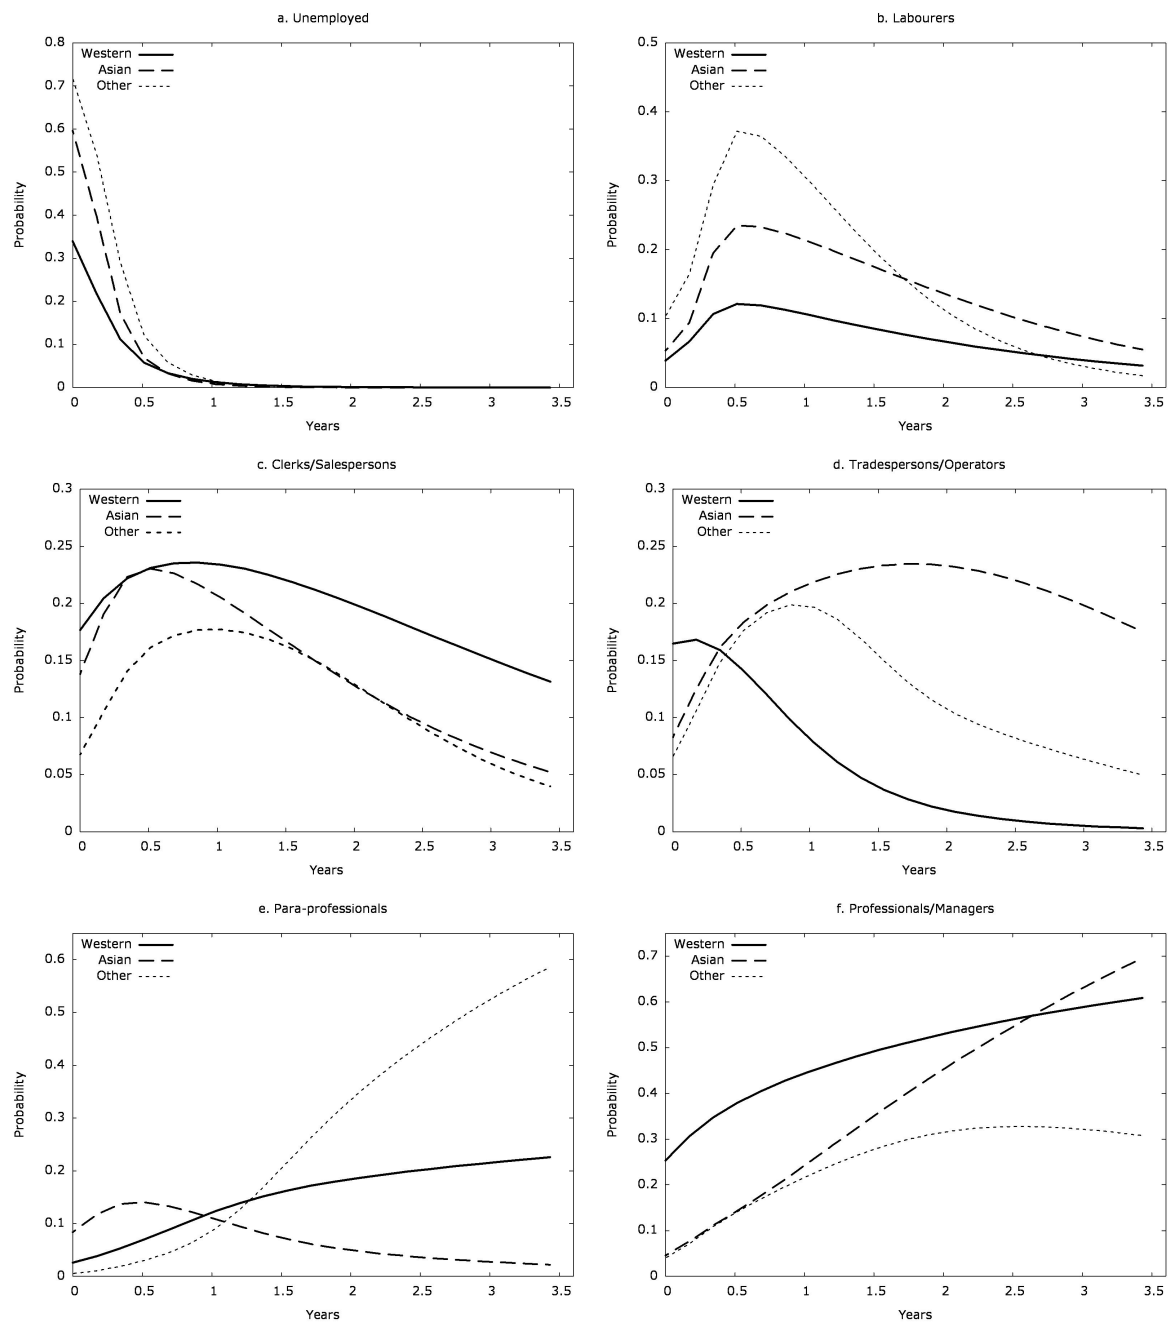 a. Unemployed
Western
Asian
Other
0.8
0.7
0.6
0.5
0.4
0.3
0.2
0.1
0
Probability
0 0.5 1 1.5 2 2.5 3 3.5
Years
b. Labourers
Western
Asian
Other
0.5
0.4
0.3
0.2
0.1
0
Probability
0 0.5 1 1.5 2 2.5 3 3.5
Years
c. Clerks/Salespersons
Western
Asian
Other
0.3
0.25
0.2
0.15
0.1
0.05
0
Probability
0 0.5 1 1.5 2 2.5 3 3.5
Years
d. Tradespersons/Operators
Western
Asian
Other
0.3
0.25
0.2
0.15
0.1
0.05
0
Probability
0 0.5 1 1.5 2 2.5 3 3.5
Years
e. Para-professionals
Western
Asian
Other
0.6
0.5
0.4
0.3
0.2
0.1
0
Probability
0 0.5 1 1.5 2 2.5 3 3.5
Years
f. Professionals/Managers
Western
Asian
Other
0.7
0.6
0.5
0.4
0.3
0.2
0.1
0
Probability
0 0.5 1 1.5 2 2.5 3 3.5
Years